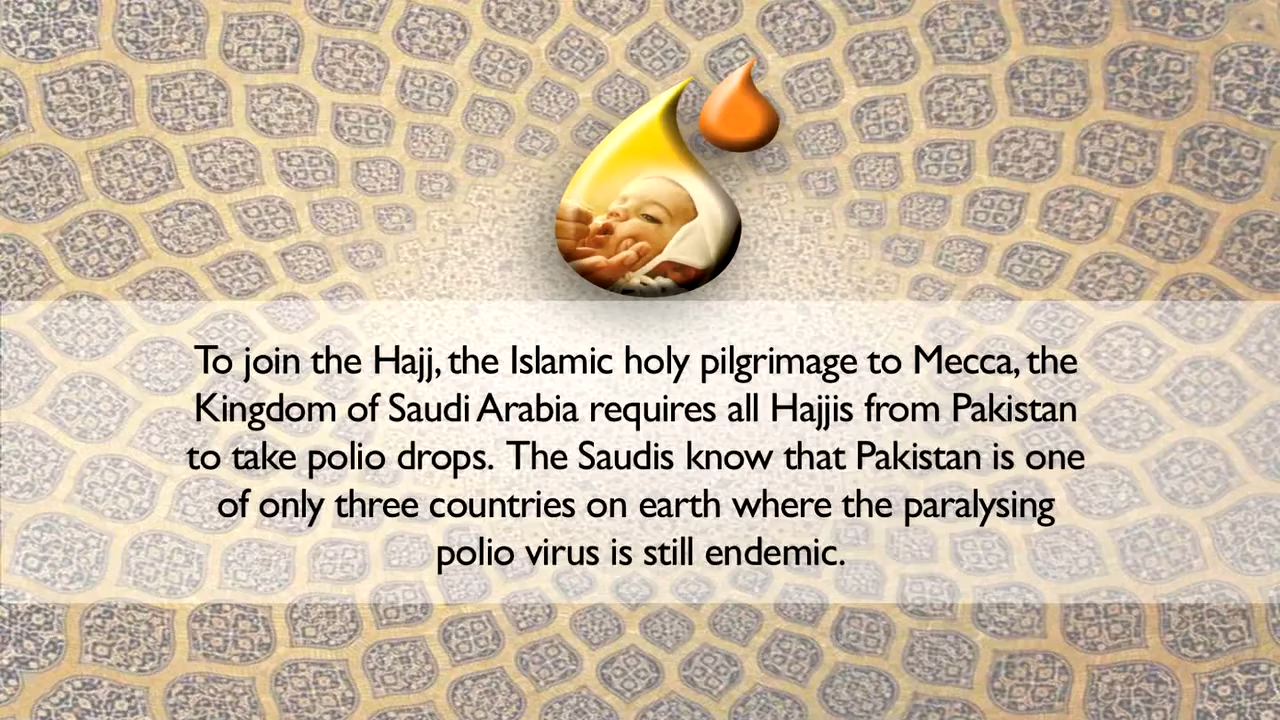 To join the Hajj, the Islamic holy pilgrimage to Mecca, the
Kingdom of Saudi Arabia requires all Hajjis from Pakistan
to take polio drops. The Saudis know that Pakistan is one
of only three countries on earth where the paralysing
polio virus is still endemic.